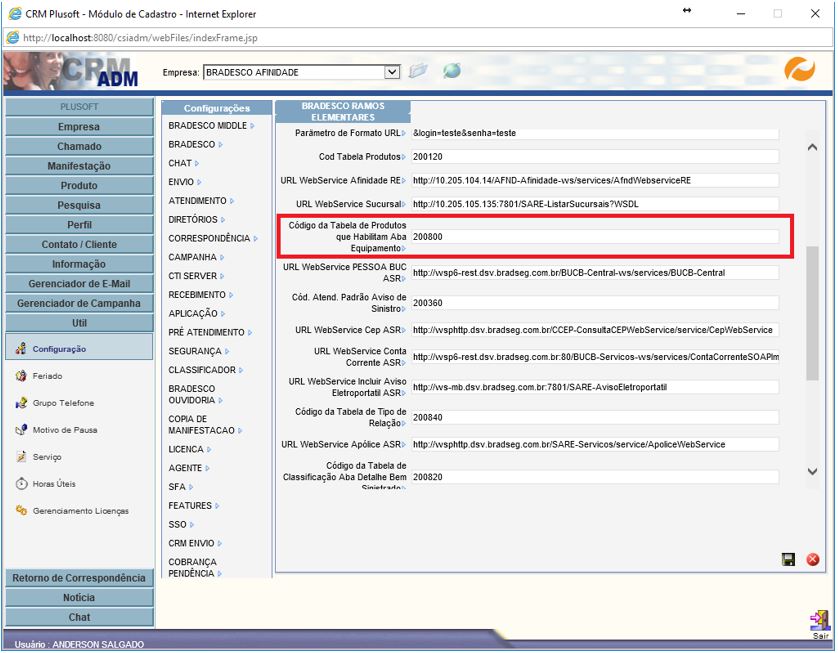 CRM Plusoft - Módulo de Cadastro - Internet Explorer
http://localhost:8080/csiadm/webFiles/indexFrame.jsp
CRM
ADM
Empresa: BRADESCO AFINIDADE
PLUSOFT
Empresa
Chamado
Manifestação
Produto
Pesquisa
Perfil
Contato / Cliente
Informação
Gerenciador de E-Mail
Gerenciador de Campanha
Util
Configuração
Feriado
Grupo Telefone
Motivo de Pausa
Serviço
Horas Úteis
Gerenciamento Licenças
Retorno de Correspondência
Notícia
Chat
Configurações
BRADESCO MIDDLE
BRADESCO
CHAT
ENVIO
ATENDIMENTO
DIRETÓRIOS
CORRESPONDÊNCIA
CAMPANHA
CTI SERVER
RECEBIMENTO
APLICAÇÃO
PRÉ ATENDIMENTO
SEGURANÇA
CLASSIFICADOR
BRADESCO
OUVIDORIA
COPIA DE
MANIFESTACAO
LICENCA
AGENTE
SFA
FEATURES
SSO
CRM ENVIO
COBRANÇA
PENDÊNCIA
BRADESCO RAMOS
ELEMENTARES
Parâmetro de Formato URL &login=teste&senha=teste
Cod Tabela Produtos 200120
URL WebService Afinidade RE http://10.205.104.14/AFND-Afinidade-ws/services/AfndWebserviceRE
URL WebService Sucursal http://10.205.105.135:7801/SARE-ListarSucursais?WSDL
Código da Tabela de Produtos
que Habilitam Aba
Equipamento 200800
URL WebService PESSOA BUC
ASR http://wsp6-rest.dsv.bradseg.com.br/BUCB-Central-ws/services/BUCB-Central
Cód. Atend. Padrão Aviso de
Sinistro 200360
URL WebService Cep ASR http://wsphttp.dsv.bradseg.com.br/CCEP-ConsultaCEPWebService/service/CepWebService
URL WebService Conta
Corrente ASR http://wsp6-rest.dsv.bradseg.com.br:80/BUCB-Servicos-ws/services/ContaCorrenteSOAPIm
URL WebService Incluir Aviso
Eletroportatil ASR http://ws-mb.dsv.bradseg.com.br:7801/SARE-AvisoEletroportatil
Código da Tabela de Tipo de
Relação 200840
URL WebService Apólice ASR http://wsphttp.dsv.bradseg.com.br/SARE-Servicos/service/ApoliceWebService
Código da Tabela de
Classificação Aba Detalhe Bem
Sinistrado 200820
Sair
Usuário : ANDERSON SALGADO